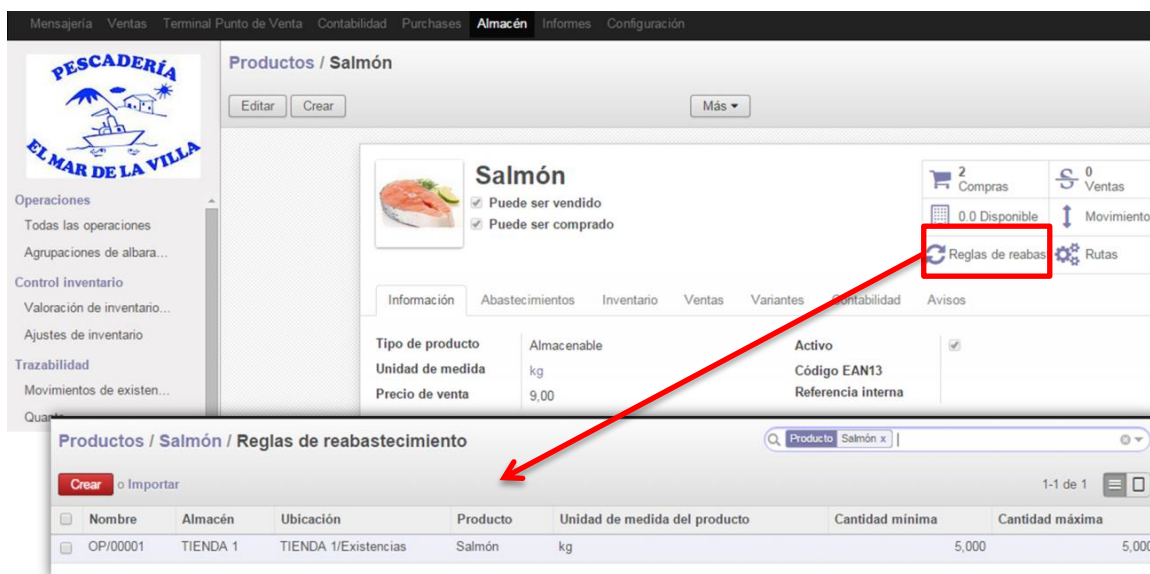 Mensajería Ventas Terminal Punto de Venta Contabilidad Purchases Almacén Informes Configuración
PESCADERÍA
EL MAR DE LA VILLA
Productos / Salmón
Editar Crear Más
Salmón
Puede ser vendido
Puede ser comprado
2 Compras
0 Ventas
0.0 Disponible
Movimiento
Reglas de reabas
Rutas
Operaciones
Todas las operaciones
Agrupaciones de albara...
Control inventario
Valoración de inventario...
Ajustes de inventario
Trazabilidad
Movimientos de existen...
Información Abastecimientos Inventario Ventas Variantes Contabilidad Avisos
Tipo de producto Almacenable Activo
Unidad de medida kg Código EAN13
Precio de venta 9,00 Referencia interna
Productos / Salmón / Reglas de reabastecimiento
Producto Salmón x
Crear o Importar
1-1 de 1
Nombre Almacén Ubicación Producto Unidad de medida del producto Cantidad mínima Cantidad máxima
OP/00001 TIENDA 1 TIENDA 1/Existencias Salmón kg 5,000 5,000